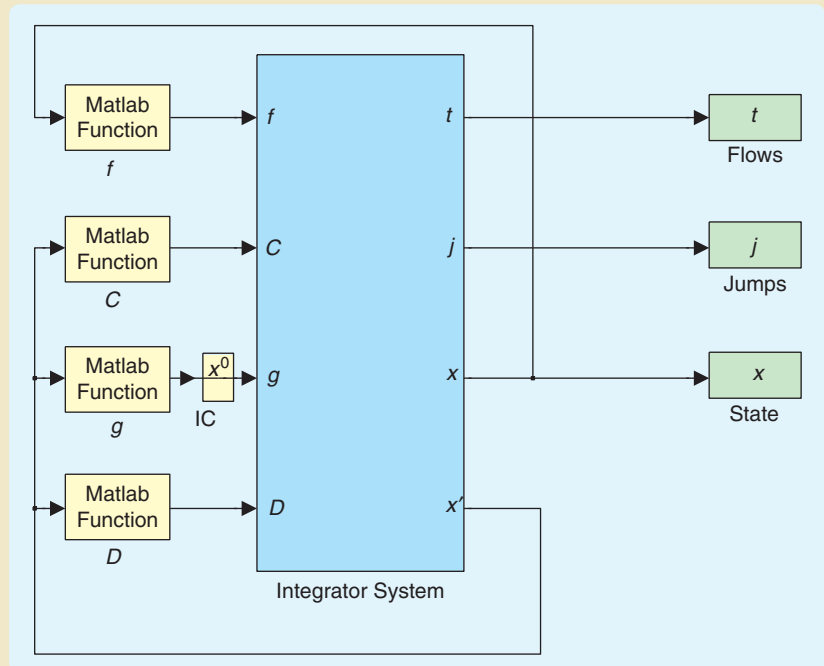 Matlab
Function
f
Matlab
Function
C
Matlab
Function
g
x⁰
IC
Matlab
Function
D
f
C
g
D
t
j
x
x′
Integrator System
t
Flows
j
Jumps
x
State